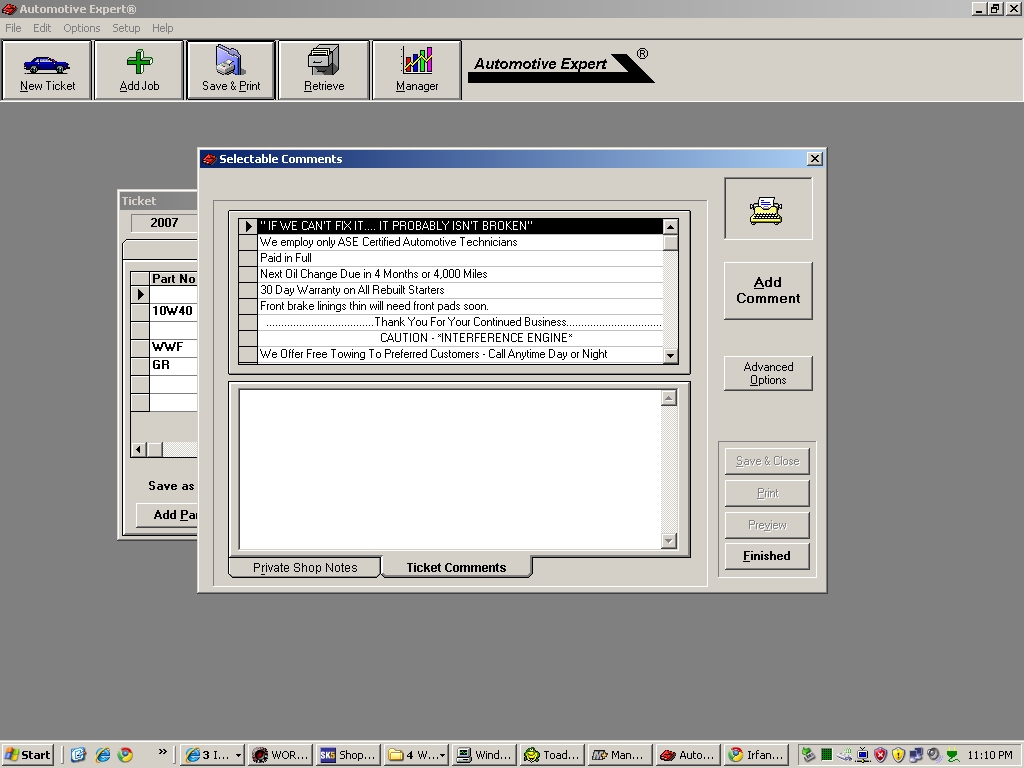 Automotive Expert®
File Edit Options Setup Help
New Ticket Add Job Save & Print Retrieve Manager Automotive Expert ®
Selectable Comments
Ticket
2007
Part No
10W40
WWF
GR
Save as
Add Pa
" IF WE CAN'T FIX IT.... IT PROBABLY ISN'T BROKEN"
We employ only ASE Certified Automotive Technicians
Paid in Full
Next Oil Change Due in 4 Months or 4,000 Miles
30 Day Warranty on All Rebuilt Starters
Front brake linings thin will need front pads soon.
....................................Thank You For Your Continued Business................................
CAUTION - *INTERFERENCE ENGINE*
We Offer Free Towing To Preferred Customers - Call Anytime Day or Night
Private Shop Notes Ticket Comments
Add
Comment
Advanced
Options
Save & Close
Print
Preview
Finished
Start » 3 I... WOR... SKS Shop... 4 W... Wind... Toad... Man... Auto... Irfan... 11:10 PM